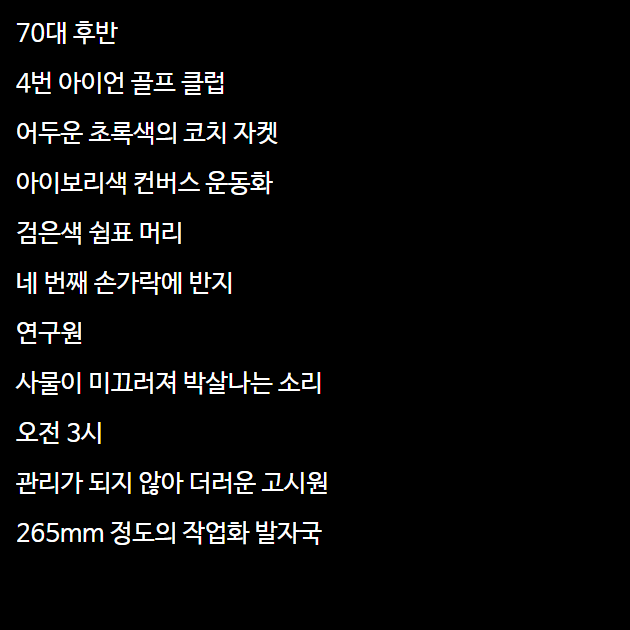 70대 후반
4번 아이언 골프 클럽
어두운 초록색의 코치 자켓
아이보리색 컨버스 운동화
검은색 쉼표 머리
네 번째 손가락에 반지
연구원
사물이 미끄러져 박살나는 소리
오전 3시
관리가 되지 않아 더러운 고시원
265mm 정도의 작업화 발자국